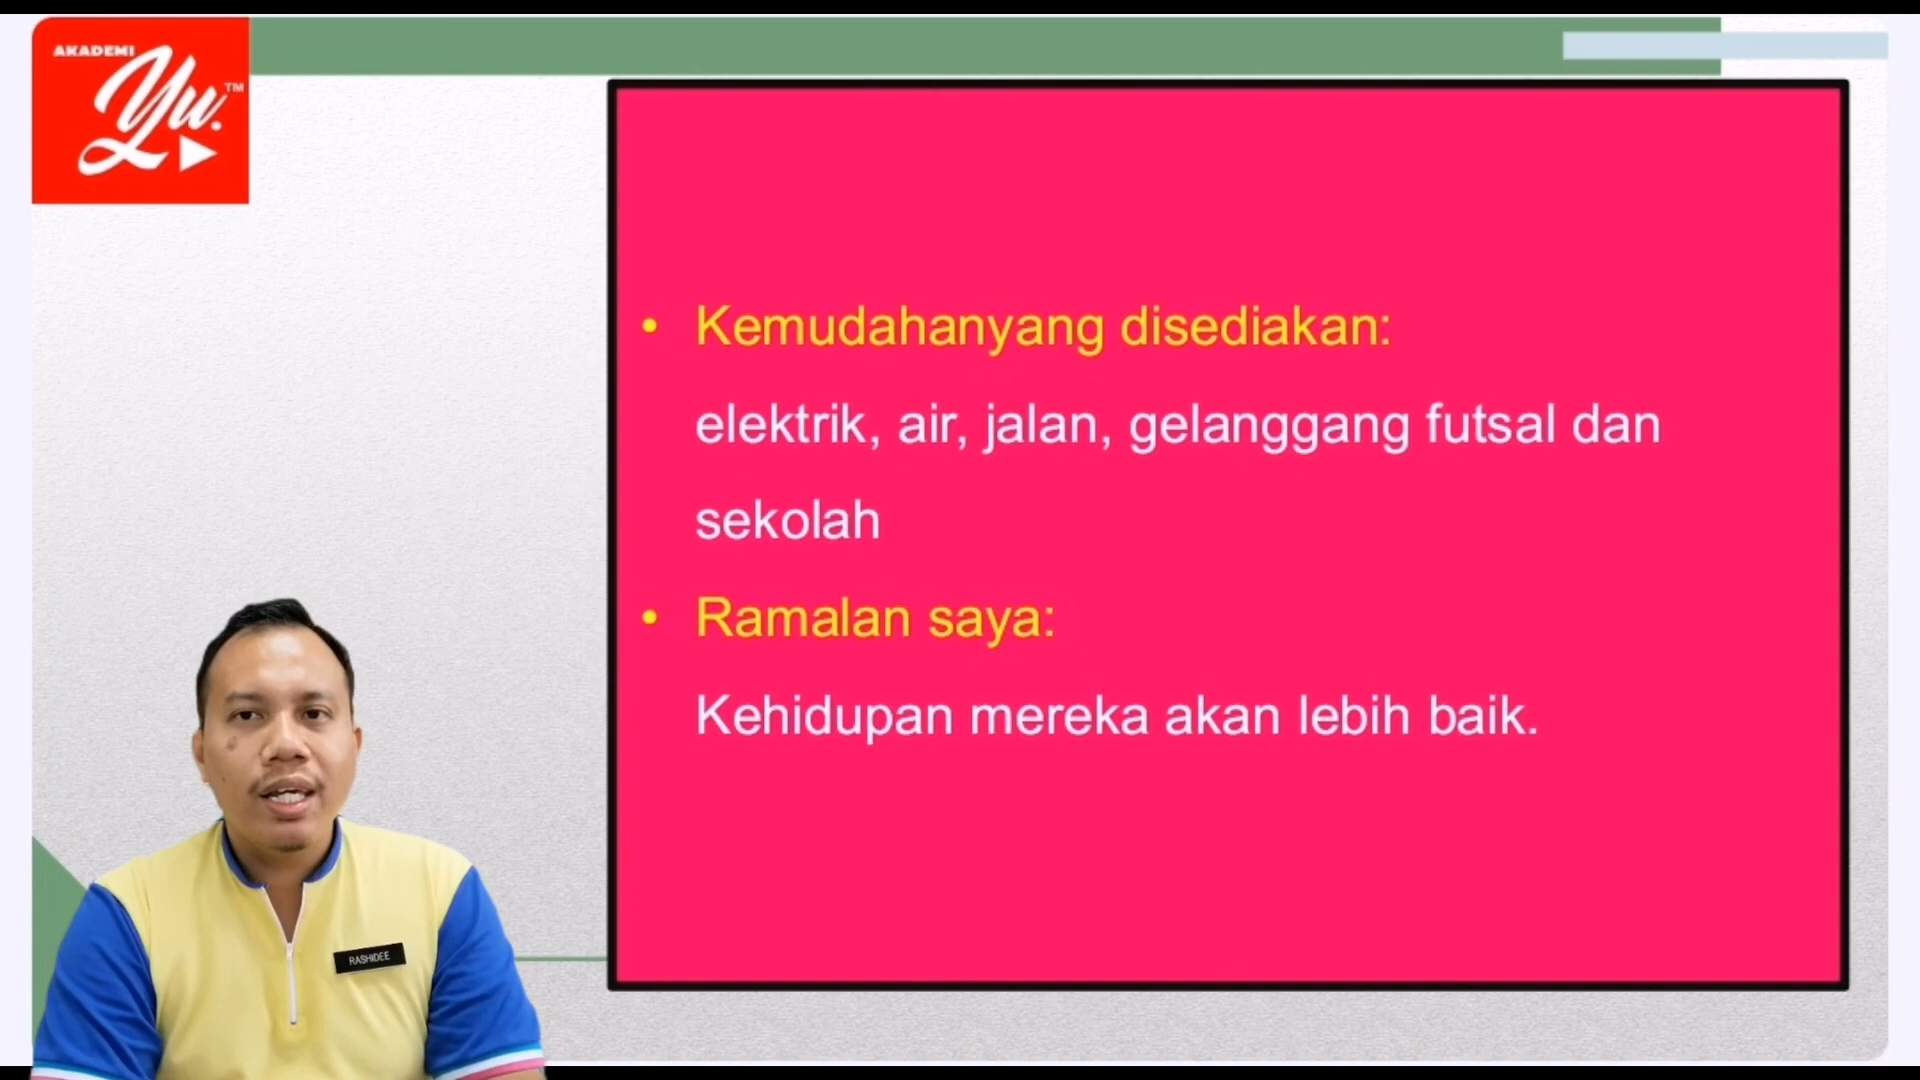 AKADEMI
Yu.™
Kemudahanyang disediakan:
elektrik, air, jalan, gelanggang futsal dan
sekolah
Ramalan saya:
Kehidupan mereka akan lebih baik.
RASHIDEE